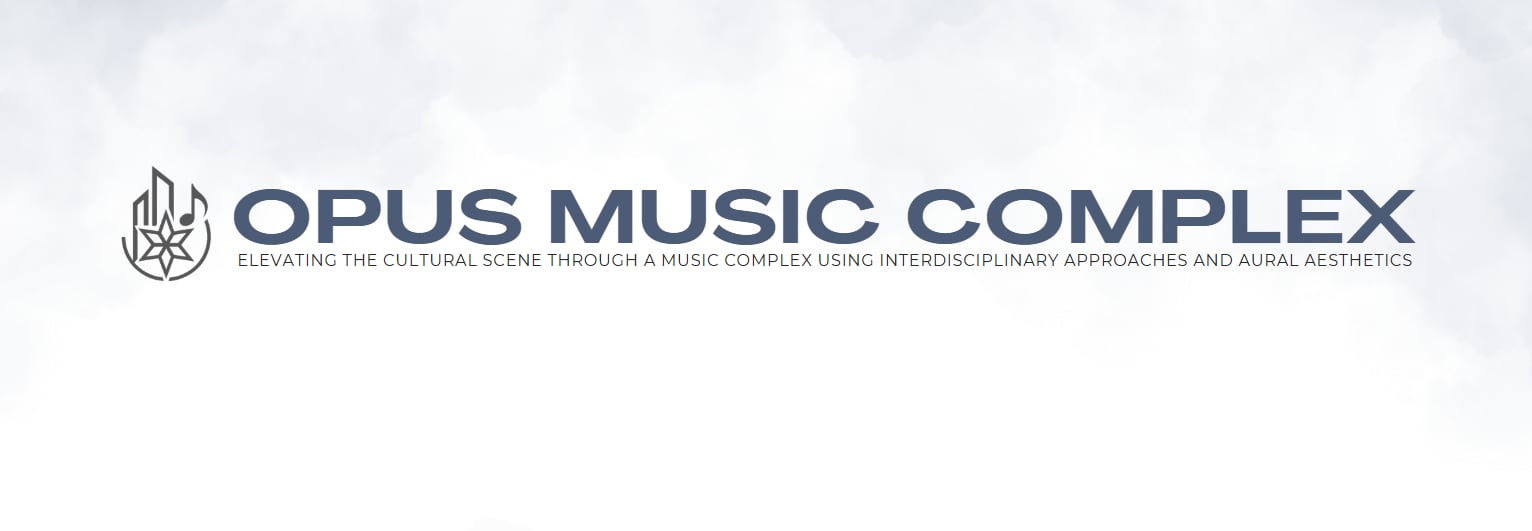 OPUS MUSIC COMPLEX
ELEVATING THE CULTURAL SCENE THROUGH A MUSIC COMPLEX USING INTERDISCIPLINARY APPROACHES AND AURAL AESTHETICS